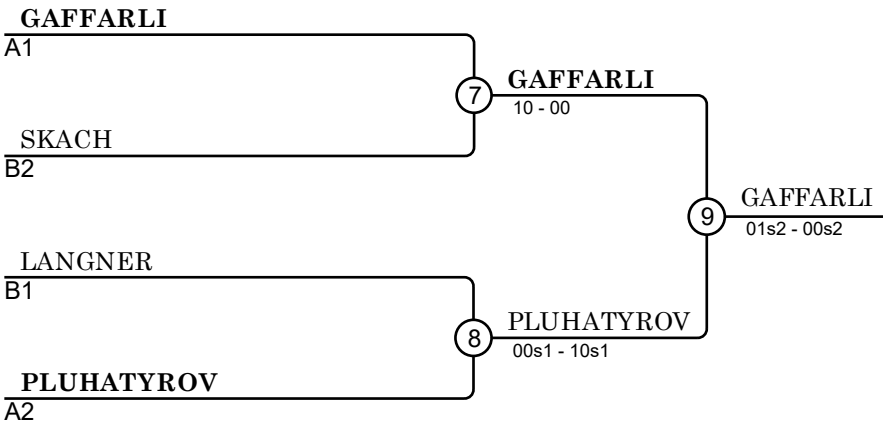 GAFFARLI
A1
7
GAFFARLI
10 - 00
SKACH
B2
9
GAFFARLI
01s2 - 00s2
LANGNER
B1
8
PLUHATYROV
00s1 - 10s1
PLUHATYROV
A2